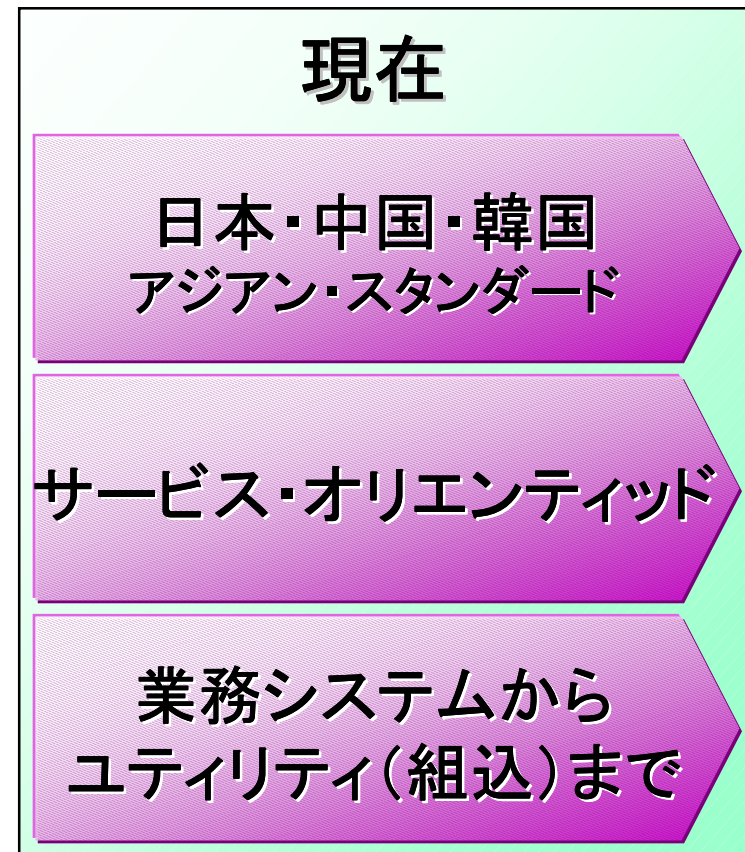 現在
日本・中国・韓国
アジアン・スタンダード
サービス・オリエンティッド
業務システムから
ユティリティ(組込)まで